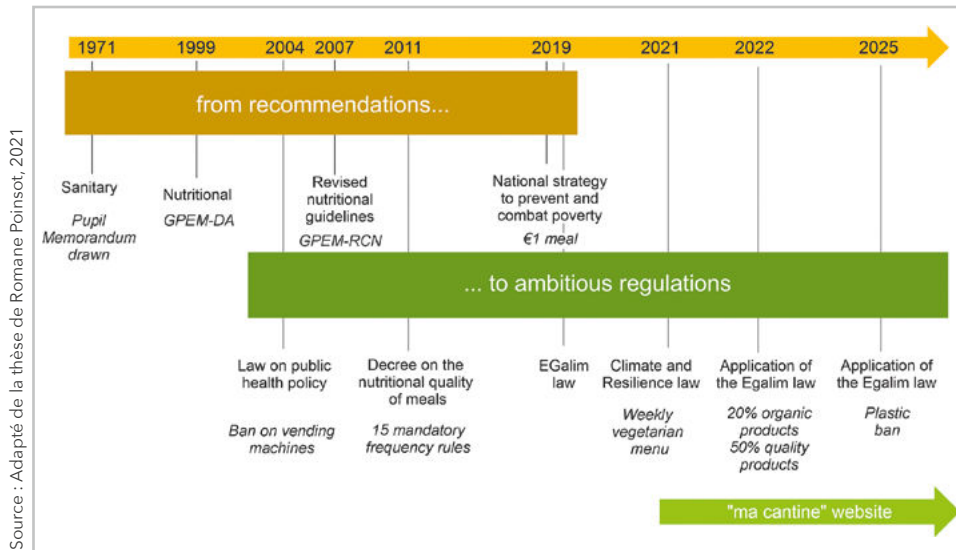 1971 1999 2004 2007 2011 2019 2021 2022 2025
from recommendations...
Sanitary
Pupil
Memorandum
drawn
Nutritional
GPEM-DA
Revised
nutritional
guidelines
GPEM-RCN
National strategy
to prevent and
combat poverty
€1 meal
... to ambitious regulations
Law on public
health policy
Ban on vending
machines
Decree on the
nutritional quality
of meals
15 mandatory
frequency rules
EGalim
law
Climate and
Resilience law
Weekly
vegetarian
menu
Application of
the Egalim law
20% organic
products
50% quality
products
Application of
the Egalim law
Plastic
ban
"ma cantine" website
Source : Adapté de la thèse de Romane Poinsot, 2021